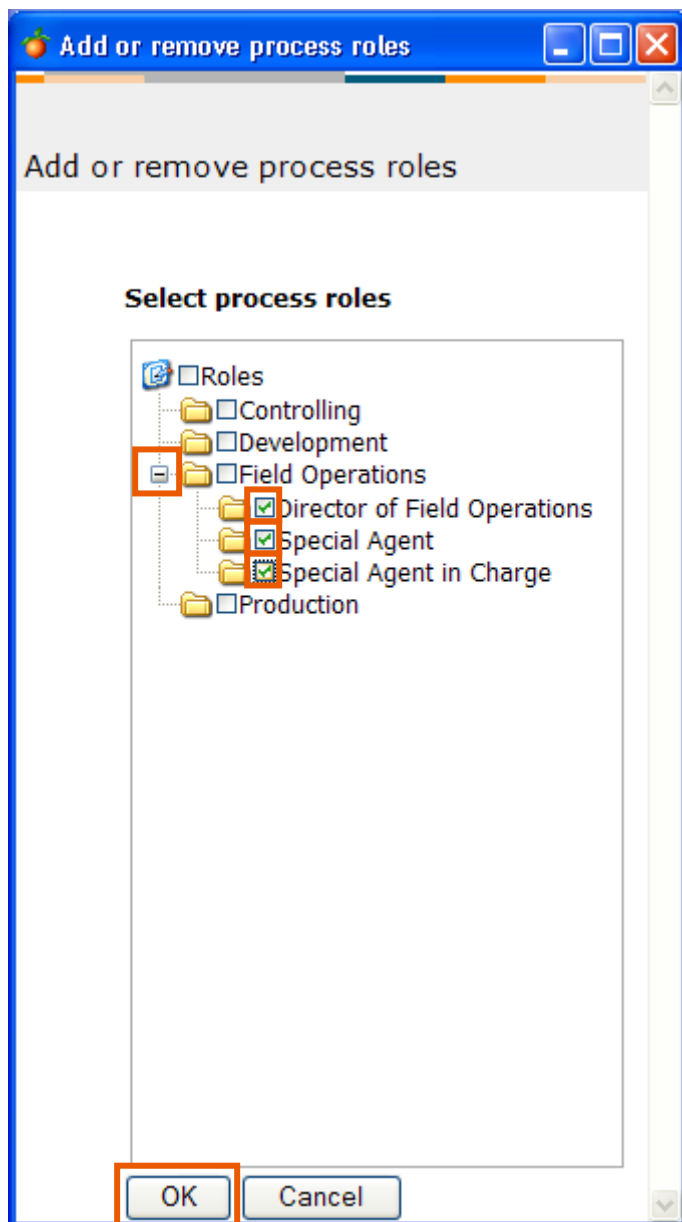 Add or remove process roles
Add or remove process roles
Select process roles
Roles
Controlling
Development
Field Operations
Director of Field Operations
Special Agent
Special Agent in Charge
Production
OK Cancel